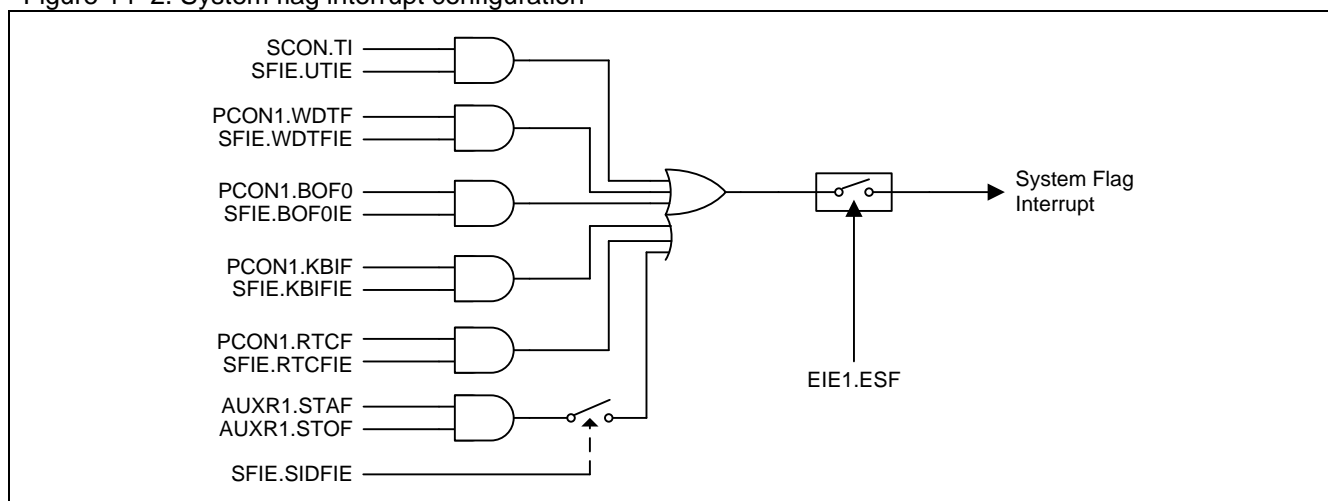 Figure 14–2. System flag interrupt configuration
SCON.TI
SFIE.UTIE
PCON1.WDTF
SFIE.WDTFIE
PCON1.BOF0
SFIE.BOF0IE
PCON1.KBIF
SFIE.KBIFIE
PCON1.RTCF
SFIE.RTCFIE
AUXR1.STAF
AUXR1.STOF
SFIE.SIDFIE
EIE1.ESF
System Flag
Interrupt